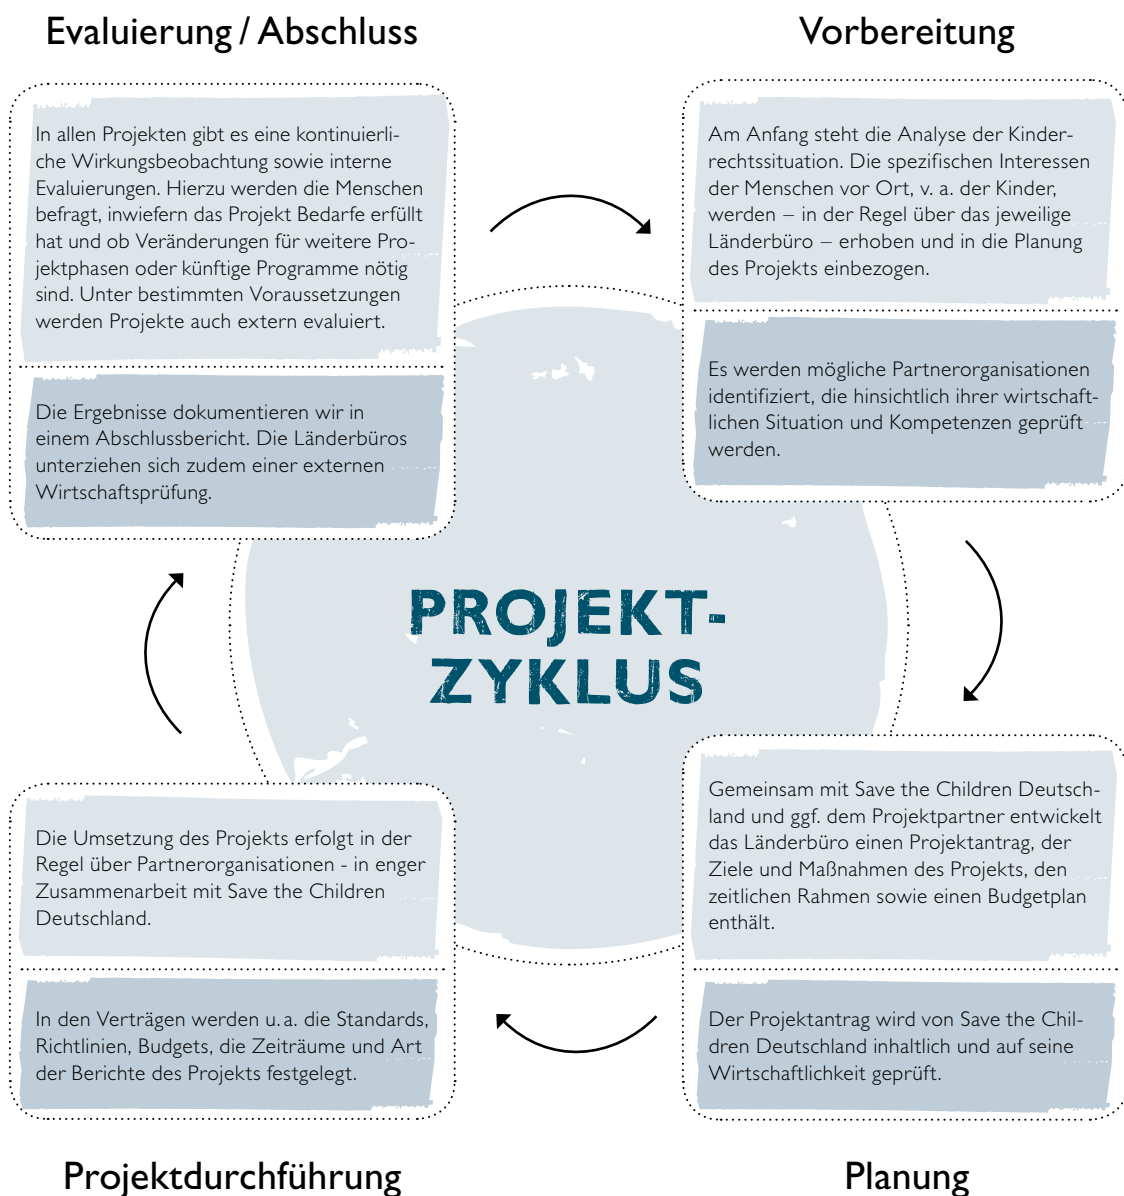 Evaluierung / Abschluss
In allen Projekten gibt es eine kontinuierli-
che Wirkungsbeobachtung sowie interne
Evaluierungen. Hierzu werden die Menschen
befragt, inwiefern das Projekt Bedarfe erfüllt
hat und ob Veränderungen für weitere Pro-
jektphasen oder künftige Programme nötig
sind. Unter bestimmten Voraussetzungen
werden Projekte auch extern evaluiert.
Die Ergebnisse dokumentieren wir in
einem Abschlussbericht. Die Länderbüros
unterziehen sich zudem einer externen
Wirtschaftsprüfung.
Vorbereitung
Am Anfang steht die Analyse der Kinder-
rechtssituation. Die spezifischen Interessen
der Menschen vor Ort, v. a. der Kinder,
werden – in der Regel über das jeweilige
Länderbüro – erhoben und in die Planung
des Projekts einbezogen.
Es werden mögliche Partnerorganisationen
identifiziert, die hinsichtlich ihrer wirtschaft-
lichen Situation und Kompetenzen geprüft
werden.
PROJEKT-
ZYKLUS
Die Umsetzung des Projekts erfolgt in der
Regel über Partnerorganisationen - in enger
Zusammenarbeit mit Save the Children
Deutschland.
In den Verträgen werden u. a. die Standards,
Richtlinien, Budgets, die Zeiträume und Art
der Berichte des Projekts festgelegt.
Projektdurchführung
Gemeinsam mit Save the Children Deutsch-
land und ggf. dem Projektpartner entwickelt
das Länderbüro einen Projektantrag, der
Ziele und Maßnahmen des Projekts, den
zeitlichen Rahmen sowie einen Budgetplan
enthält.
Der Projektantrag wird von Save the Chil-
dren Deutschland inhaltlich und auf seine
Wirtschaftlichkeit geprüft.
Planung